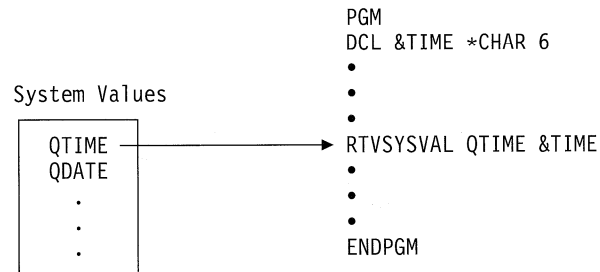 PGM
DCL &TIME *CHAR 6
•
•
•
System Values
QTIME
QDATE
.
.
.
RTVSYSVAL QTIME &TIME
•
•
•
ENDPGM